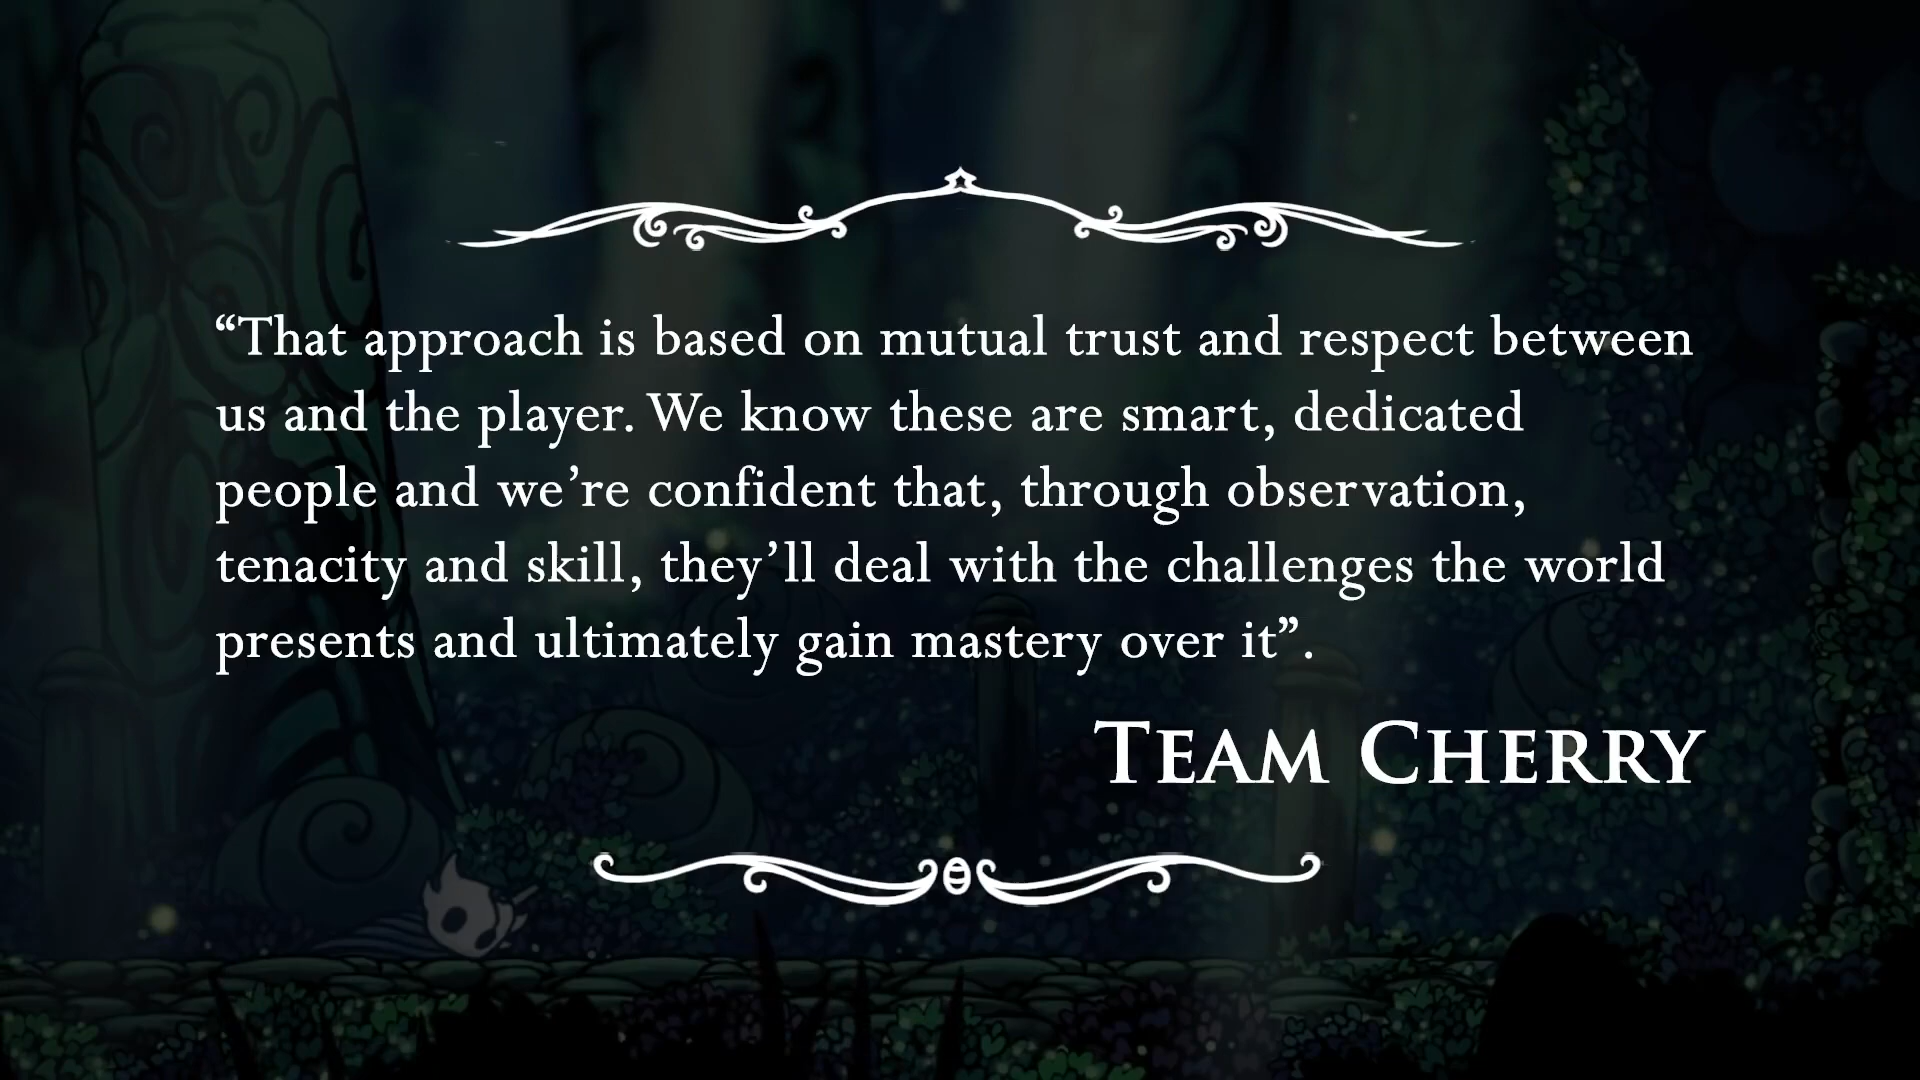 “That approach is based on mutual trust and respect between
us and the player. We know these are smart, dedicated
people and we’re confident that, through observation,
tenacity and skill, they’ll deal with the challenges the world
presents and ultimately gain mastery over it”.
TEAM CHERRY